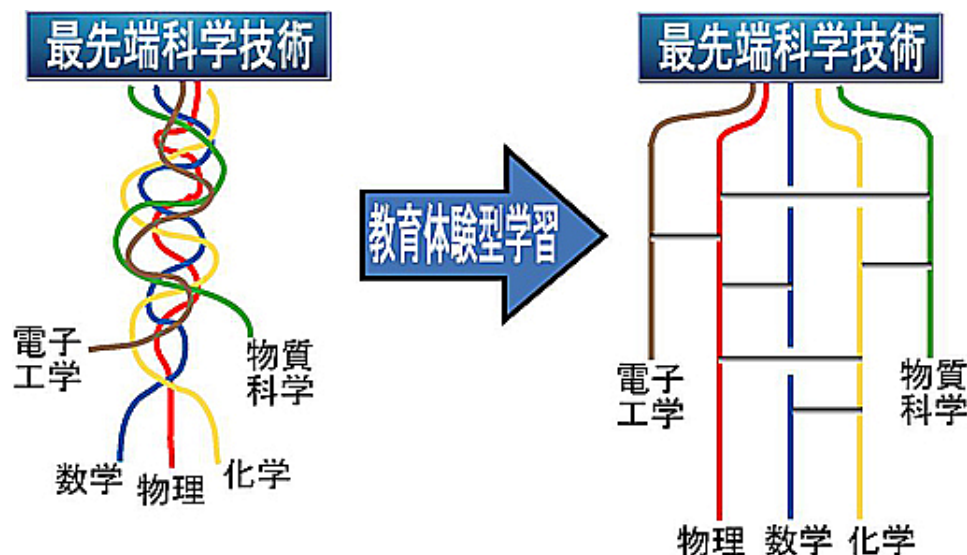 最先端科学技術
電子
工学
物質
科学
数学
物理
化学
教育体験型学習
最先端科学技術
電子
工学
物質
科学
物理
数学
化学